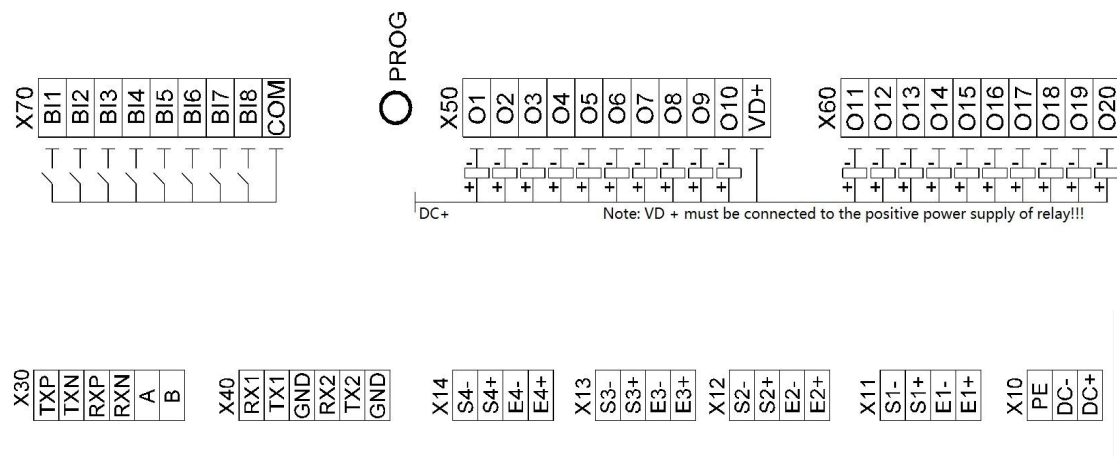 X70 BI1 BI2 BI3 BI4 BI5 BI6 BI7 BI8 COM
PROG
X50 O1 O2 O3 O4 O5 O6 O7 O8 O9 O10 VD+
X60 O11 O12 O13 O14 O15 O16 O17 O18 O19 O20
- - - - - - - - - -
+ + + + + + + + + +
- - - - - - - - - -
+ + + + + + + + + +
DC+
Note: VD + must be connected to the positive power supply of relay!!!
X30 TXP TXN RXP RXN A B
X40 RX1 TX1 GND RX2 TX2 GND
X14 S4- S4+ E4- E4+
X13 S3- S3+ E3- E3+
X12 S2- S2+ E2- E2+
X11 S1- S1+ E1- E1+
X10 PE DC- DC+